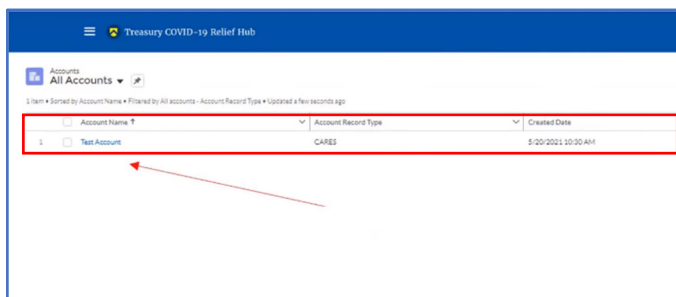 Treasury COVID-19 Relief Hub
Accounts
All Accounts
1 item • Sorted by Account Name • Filtered by All accounts - Account Record Type • Updated a few seconds ago
Account Name ↑ Account Record Type Created Date
1 Test Account CARES 5/20/2021 10:30 AM